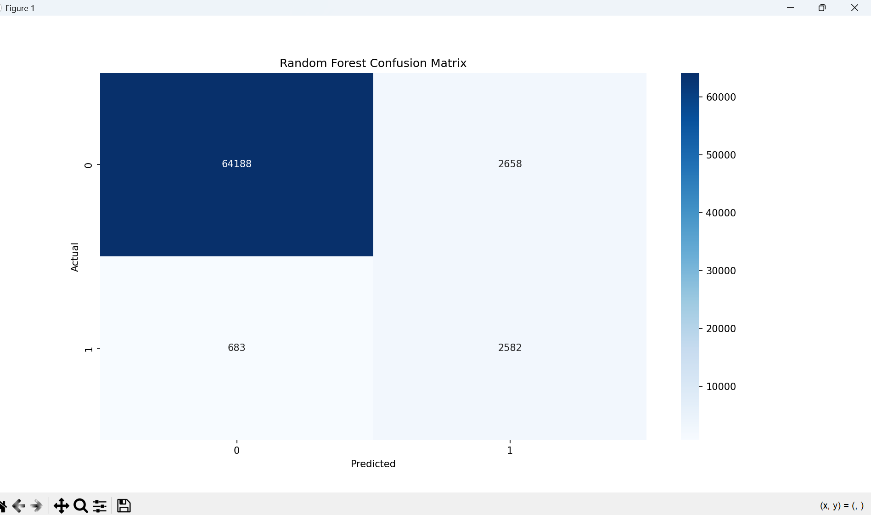 Figure 1
Random Forest Confusion Matrix
60000
64188
2658
0
50000
40000
Actual
30000
20000
683
2582
1
10000
0
1
Predicted
(x, y) = (, )